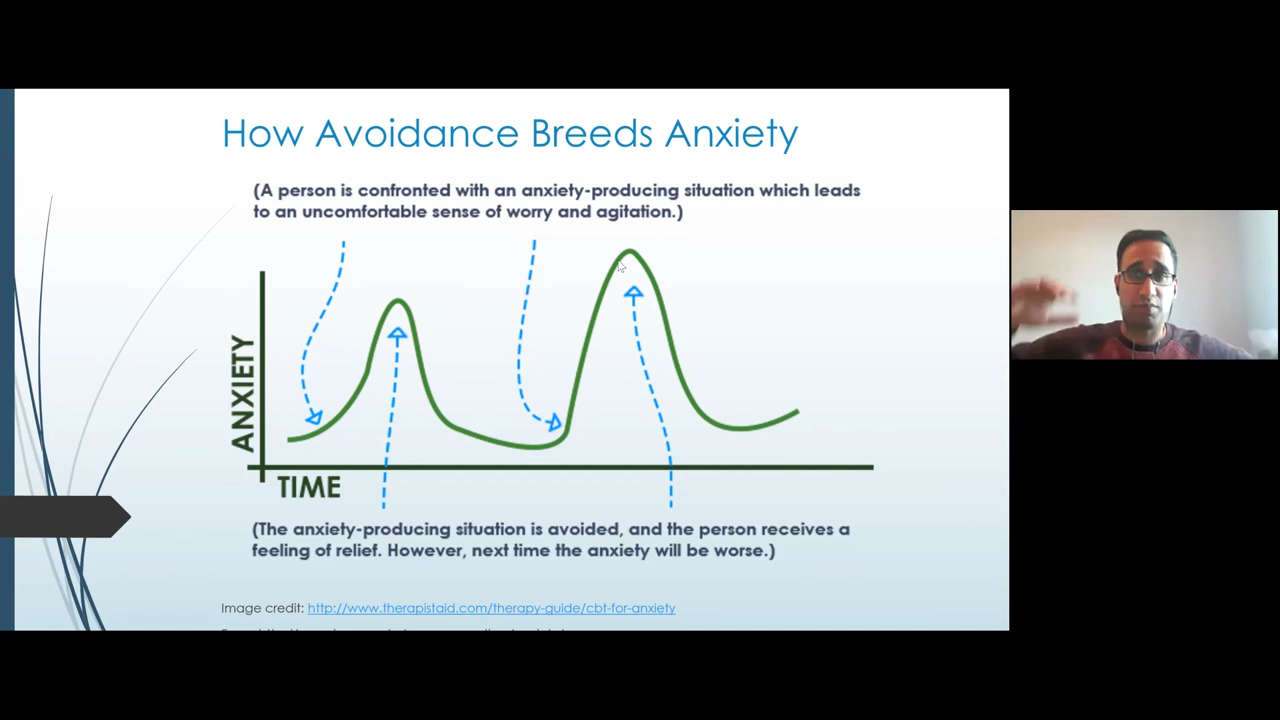 How Avoidance Breeds Anxiety
(A person is confronted with an anxiety-producing situation which leads
to an uncomfortable sense of worry and agitation.)
ANXIETY
TIME
(The anxiety-producing situation is avoided, and the person receives a
feeling of relief. However, next time the anxiety will be worse.)
Image credit: http://www.therapistaid.com/therapy-guide/cbt-for-anxiety